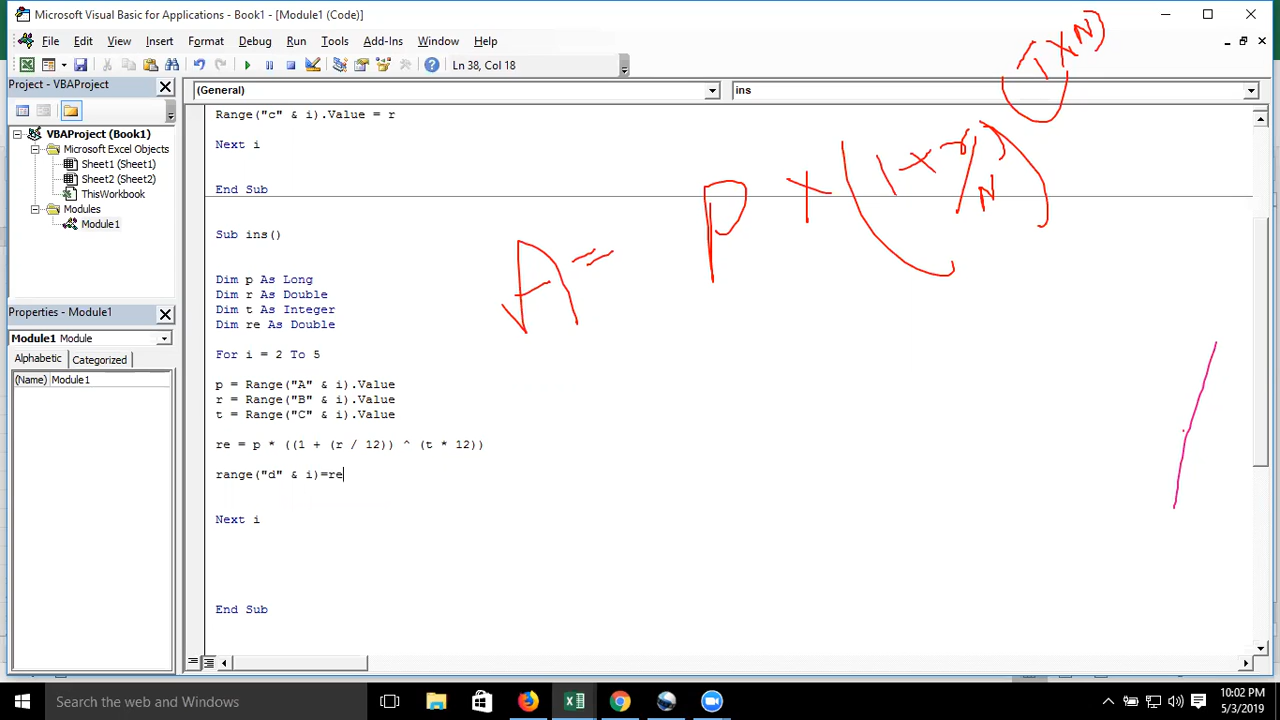 Microsoft Visual Basic for Applications - Book1 - [Module1 (Code)]
File Edit View Insert Format Debug Run Tools Add-Ins Window Help
Ln 38, Col 18
Project - VBAProject
(General)
ins
VBAProject (Book1)
Microsoft Excel Objects
Sheet1 (Sheet1)
Sheet2 (Sheet2)
ThisWorkbook
Modules
Module1
Properties - Module1
Module1 Module
Alphabetic Categorized
(Name) Module1
Range("c" & i).Value = r
Next i
End Sub
Sub ins()
Dim p As Long
Dim r As Double
Dim t As Integer
Dim re As Double
For i = 2 To 5
p = Range("A" & i).Value
r = Range("B" & i).Value
t = Range("C" & i).Value
re = p * ((1 + (r / 12)) ^ (t * 12))
range("d" & i)=re
Next i
End Sub
A = P + (1 + r/N) (T X N)
Search the web and Windows
10:02 PM
5/3/2019